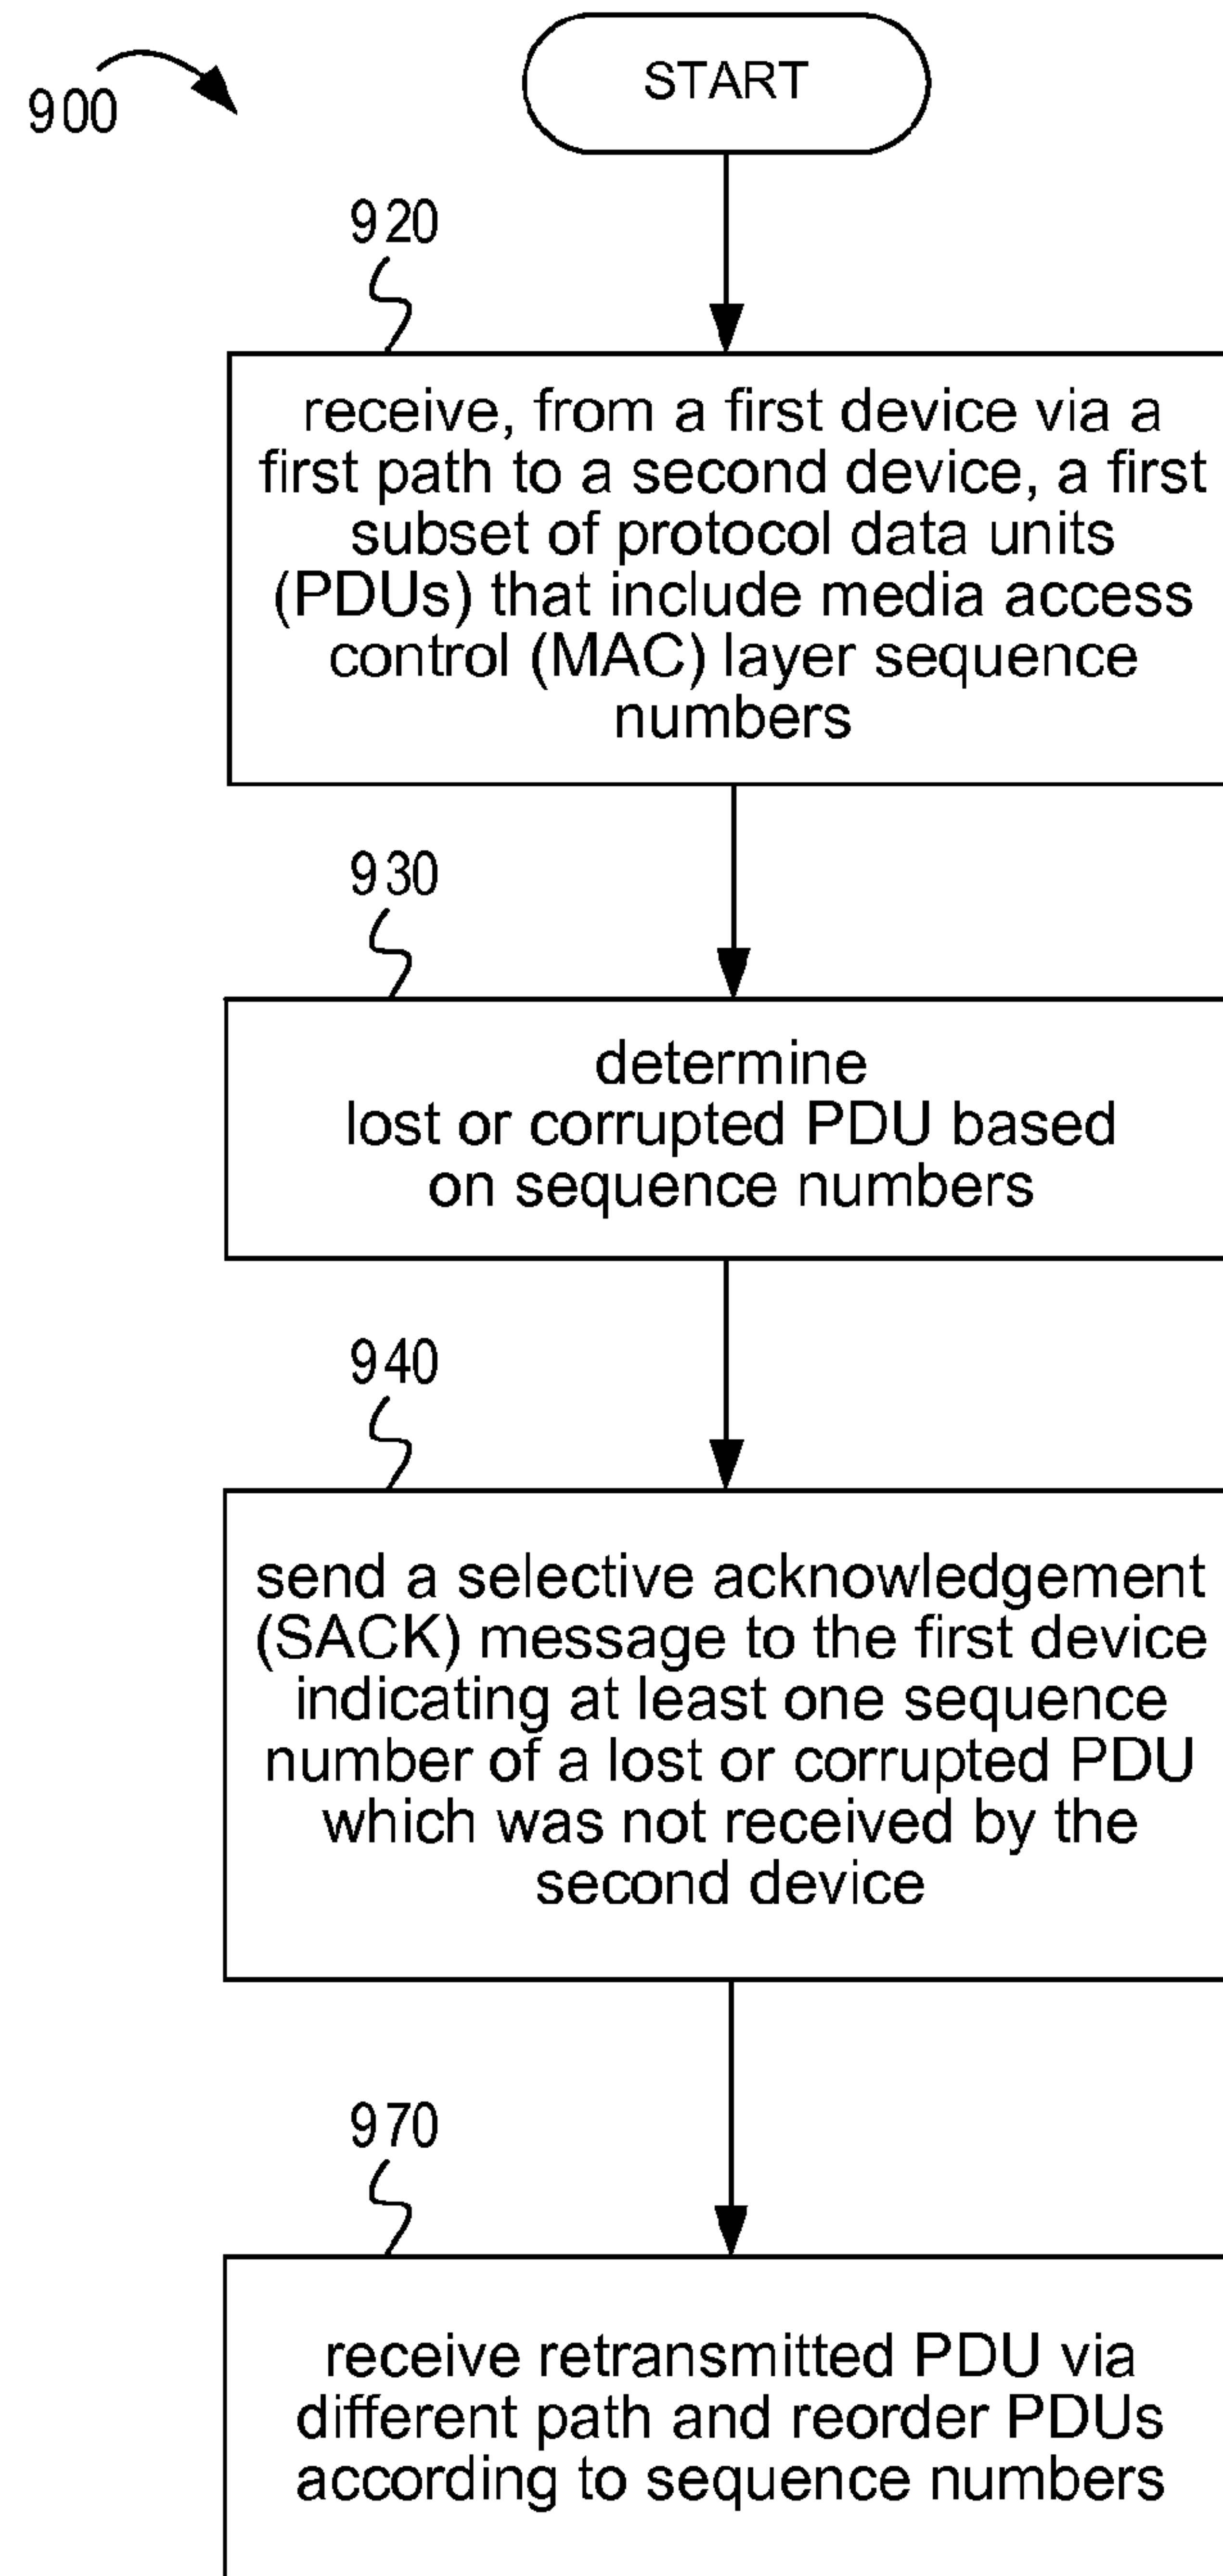 900
START
920
receive, from a first device via a
first path to a second device, a first
subset of protocol data units
(PDUs) that include media access
control (MAC) layer sequence
numbers
930
determine
lost or corrupted PDU based
on sequence numbers
940
send a selective acknowledgement
(SACK) message to the first device
indicating at least one sequence
number of a lost or corrupted PDU
which was not received by the
second device
970
receive retransmitted PDU via
different path and reorder PDUs
according to sequence numbers